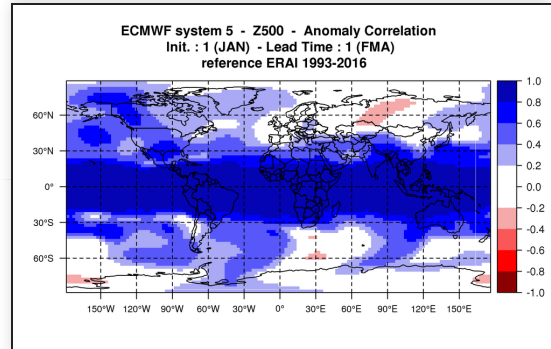 ECMWF system 5 - Z500 - Anomaly Correlation
Init. : 1 (JAN) - Lead Time : 1 (FMA)
reference ERAI 1993-2016
60°N
30°N
0°
30°S
60°S
150°W 120°W 90°W 60°W 30°W 0° 30°E 60°E 90°E 120°E 150°E
1.0
0.8
0.6
0.4
0.2
0.0
-0.2
-0.4
-0.6
-0.8
-1.0